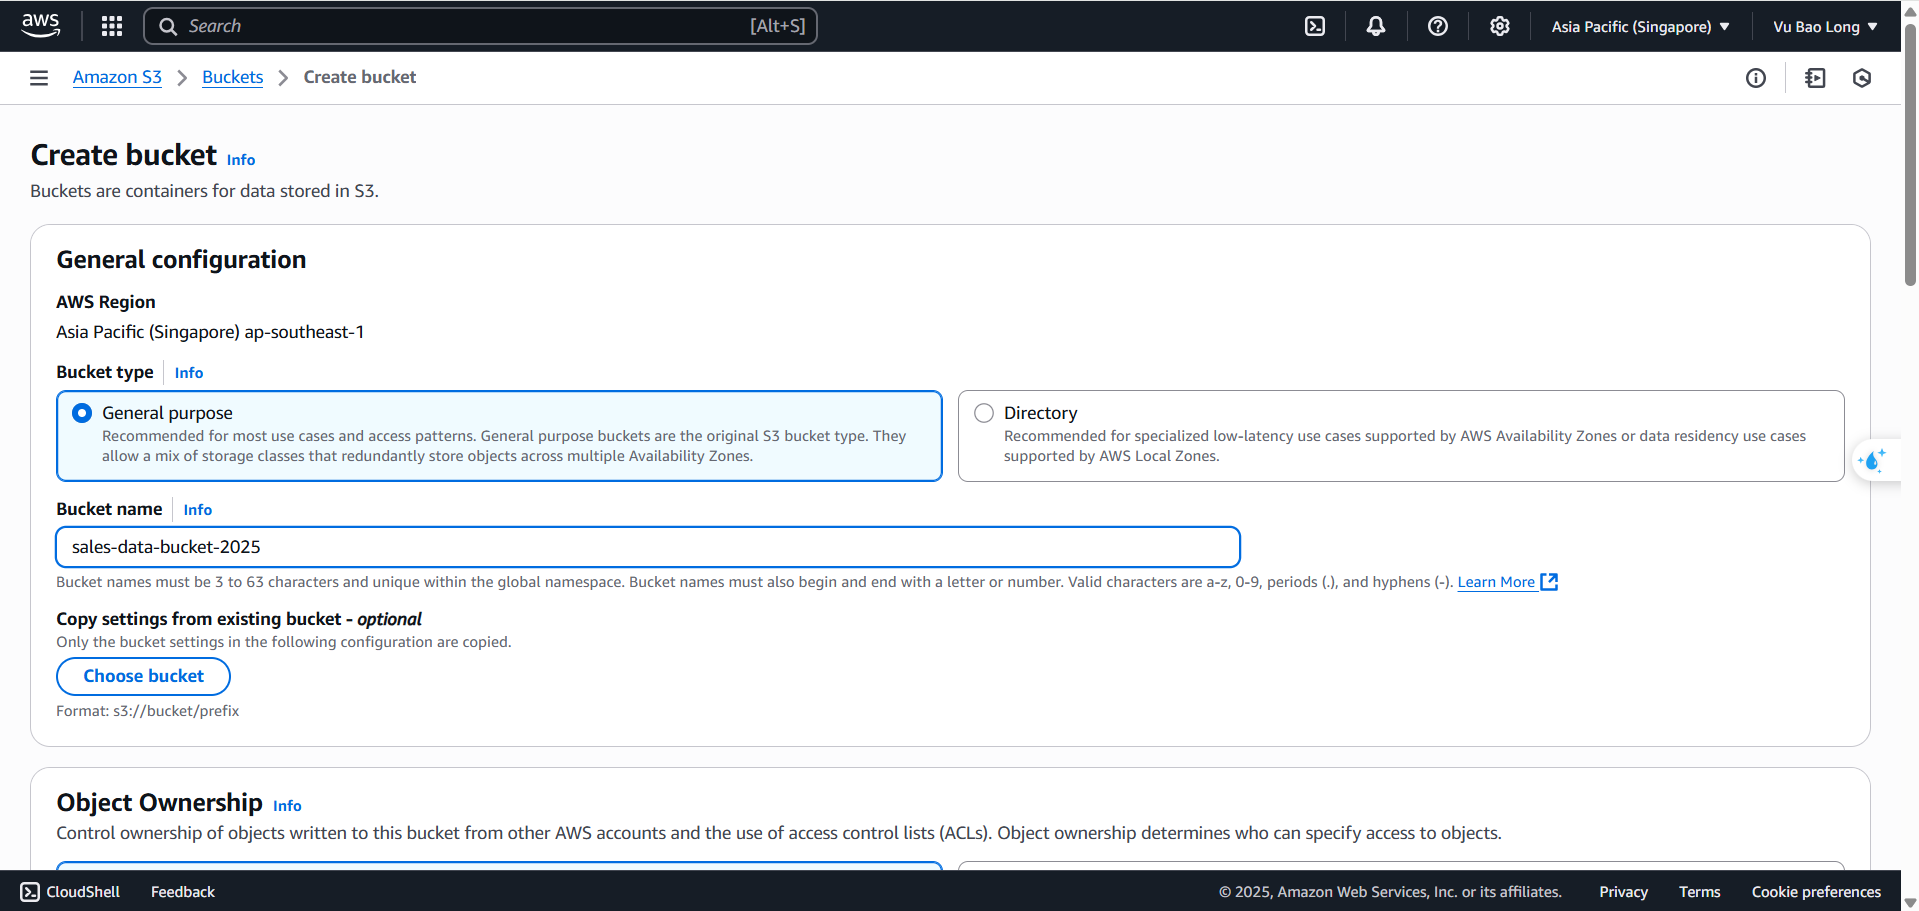 aws
Search [Alt+S]
Asia Pacific (Singapore)
Vu Bao Long
Amazon S3
Buckets
Create bucket
Create bucket Info
Buckets are containers for data stored in S3.
General configuration
AWS Region
Asia Pacific (Singapore) ap-southeast-1
Bucket type Info
General purpose
Recommended for most use cases and access patterns. General purpose buckets are the original S3 bucket type. They
allow a mix of storage classes that redundantly store objects across multiple Availability Zones.
Directory
Recommended for specialized low-latency use cases supported by AWS Availability Zones or data residency use cases
supported by AWS Local Zones.
Bucket name Info
sales-data-bucket-2025
Bucket names must be 3 to 63 characters and unique within the global namespace. Bucket names must also begin and end with a letter or number. Valid characters are a-z, 0-9, periods (.), and hyphens (-). Learn More
Copy settings from existing bucket - optional
Only the bucket settings in the following configuration are copied.
Choose bucket
Format: s3://bucket/prefix
Object Ownership Info
Control ownership of objects written to this bucket from other AWS accounts and the use of access control lists (ACLs). Object ownership determines who can specify access to objects.
CloudShell
Feedback
© 2025, Amazon Web Services, Inc. or its affiliates.
Privacy
Terms
Cookie preferences